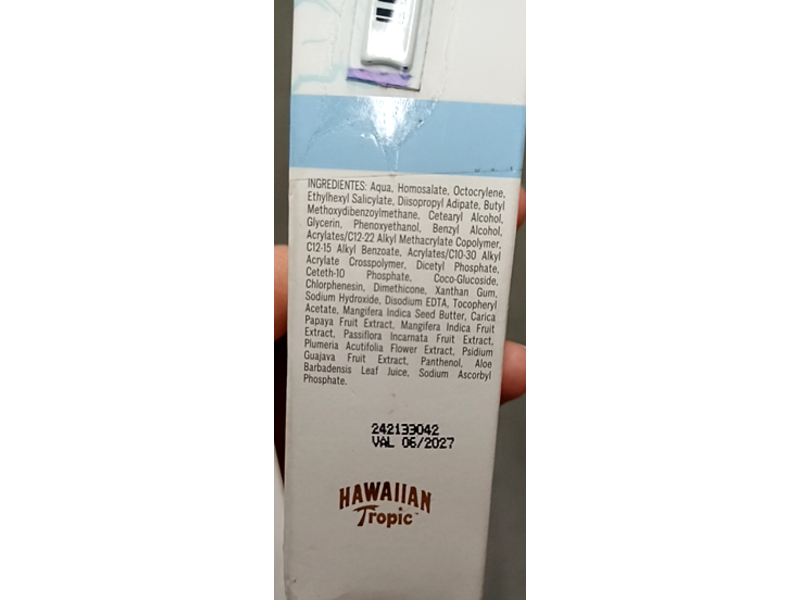 INGREDIENTES: Aqua, Homosalate, Octocrylene,
Ethylhexyl Salicylate, Diisopropyl Adipate, Butyl
Methoxydibenzoylmethane, Cetearyl Alcohol,
Glycerin, Phenoxyethanol, Benzyl Alcohol,
Acrylates/C12-22 Alkyl Methacrylate Copolymer,
C12-15 Alkyl Benzoate, Acrylates/C10-30 Alkyl
Acrylate Crosspolymer, Dicetyl Phosphate,
Ceteth-10 Phosphate, Coco-Glucoside,
Chlorphenesin, Dimethicone, Xanthan Gum,
Sodium Hydroxide, Disodium EDTA, Tocopheryl
Acetate, Mangifera Indica Seed Butter, Carica
Papaya Fruit Extract, Mangifera Indica Fruit
Extract, Passiflora Incarnata Fruit Extract,
Plumeria Acutifolia Flower Extract, Psidium
Guajava Fruit Extract, Panthenol, Aloe
Barbadensis Leaf Juice, Sodium Ascorbyl
Phosphate.
242133042
VAL 06/2027
HAWAIIAN
Tropic™